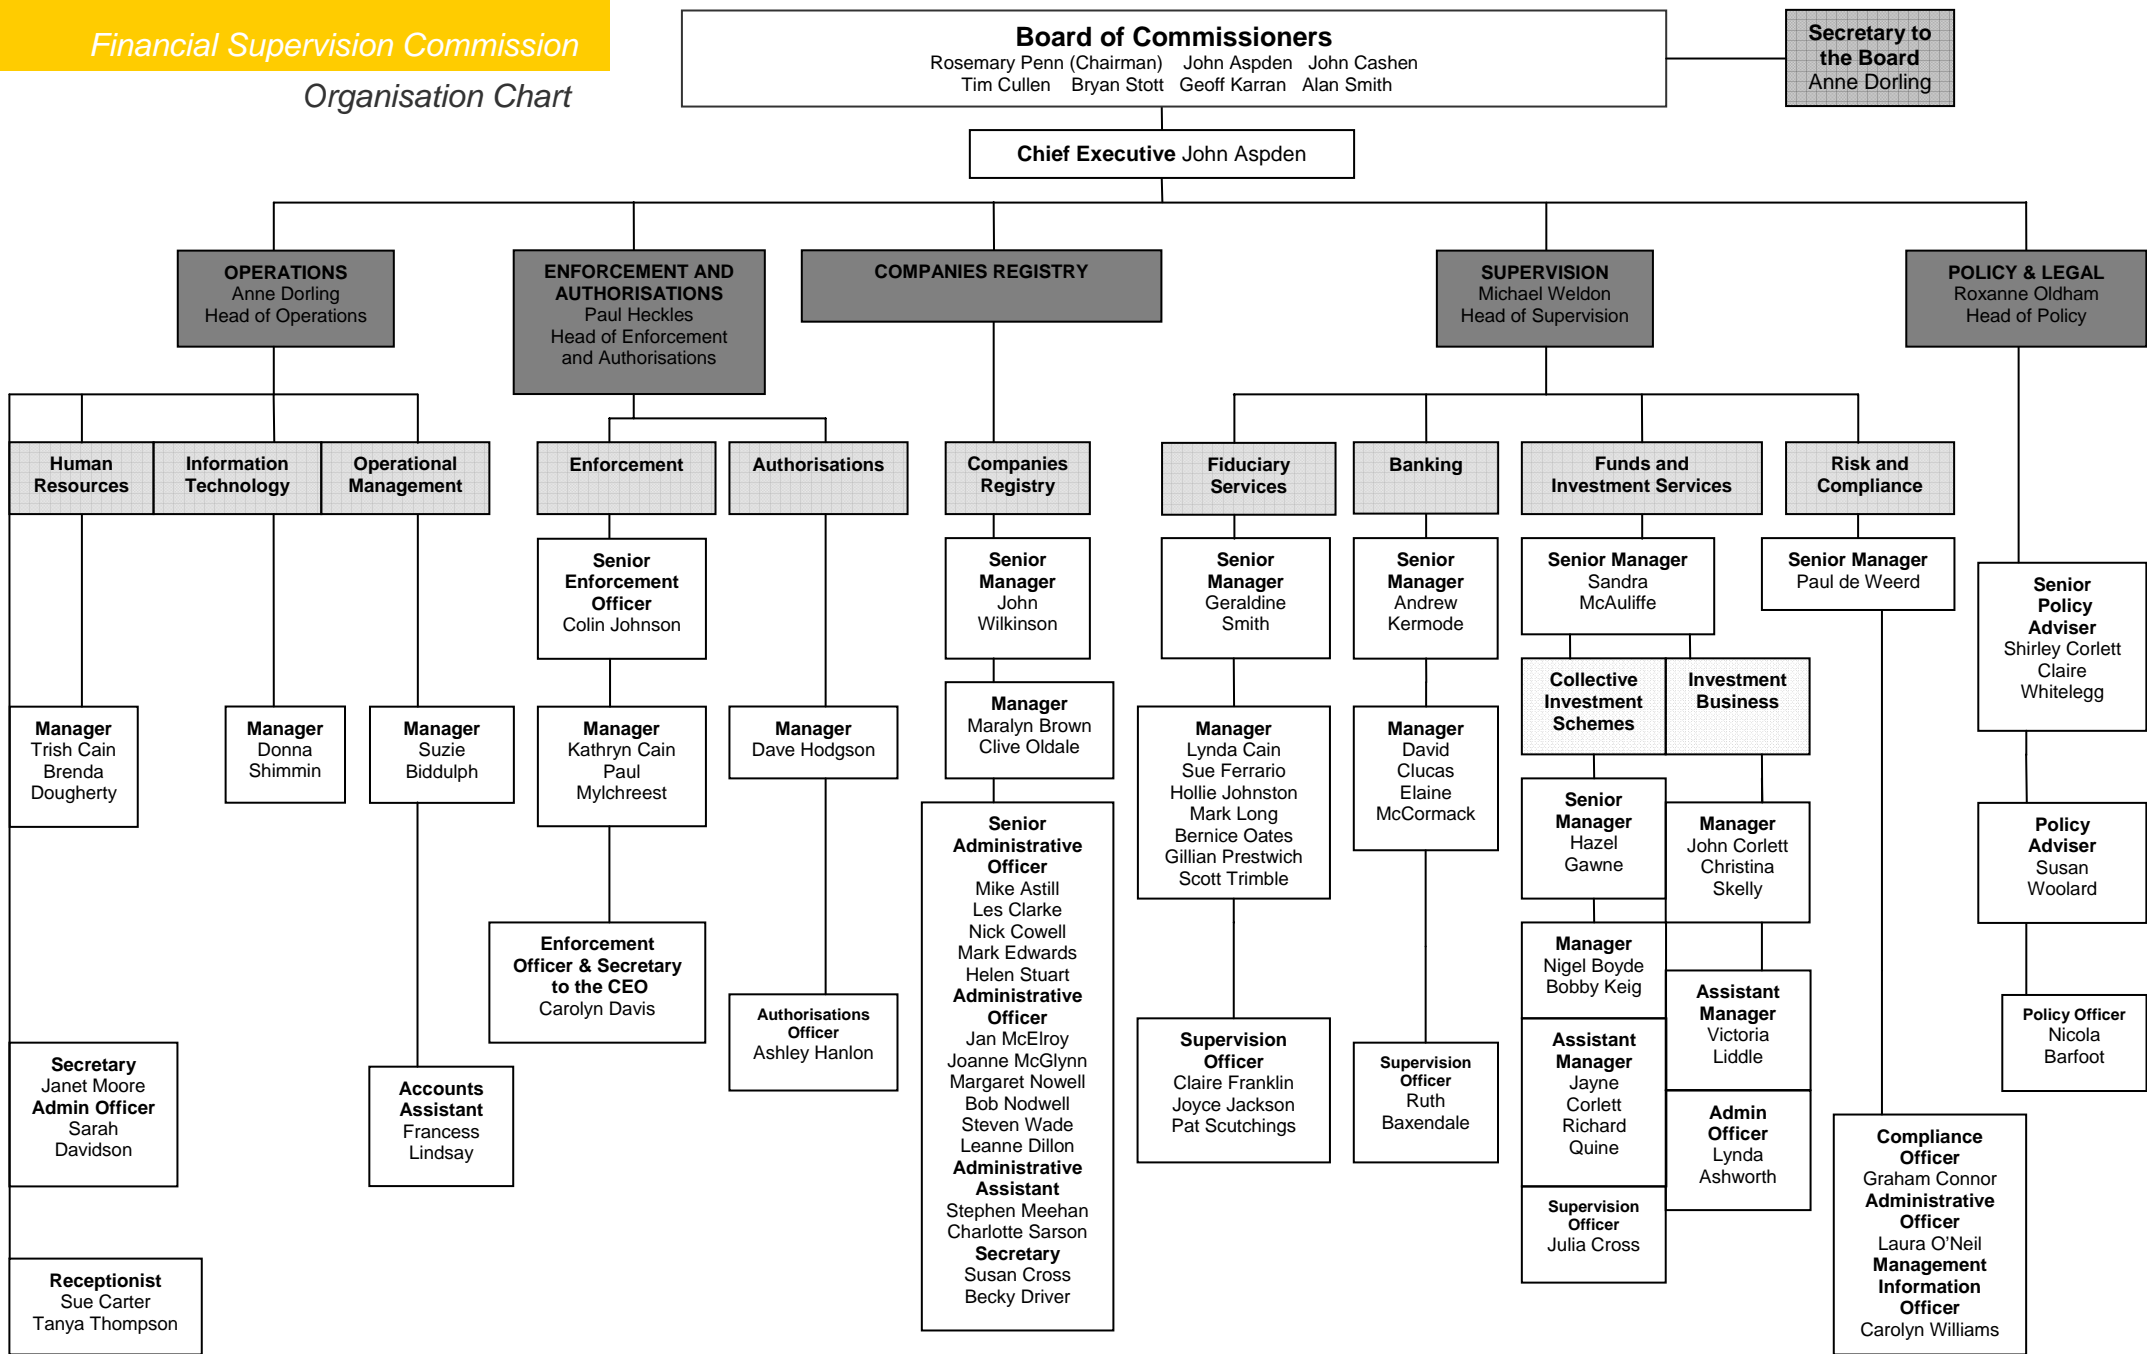 Financial Supervision Commission
Organisation Chart
Board of Commissioners
Rosemary Penn (Chairman) John Aspden John Cashen
Tim Cullen Bryan Stott Geoff Karran Alan Smith
Secretary to
the Board
Anne Dorling
Chief Executive John Aspden
OPERATIONS
Anne Dorling
Head of Operations
ENFORCEMENT AND
AUTHORISATIONS
Paul Heckles
Head of Enforcement
and Authorisations
COMPANIES REGISTRY
SUPERVISION
Michael Weldon
Head of Supervision
POLICY & LEGAL
Roxanne Oldham
Head of Policy
Human
Resources
Information
Technology
Operational
Management
Enforcement
Authorisations
Companies
Registry
Fiduciary
Services
Banking
Funds and
Investment Services
Risk and
Compliance
Manager
Trish Cain
Brenda
Dougherty
Secretary
Janet Moore
Admin Officer
Sarah
Davidson
Receptionist
Sue Carter
Tanya Thompson
Manager
Donna
Shimmin
Manager
Suzie
Biddulph
Accounts
Assistant
Francess
Lindsay
Senior
Enforcement
Officer
Colin Johnson
Manager
Kathryn Cain
Paul
Mylchreest
Enforcement
Officer & Secretary
to the CEO
Carolyn Davis
Manager
Dave Hodgson
Authorisations
Officer
Ashley Hanlon
Senior
Manager
John
Wilkinson
Manager
Maralyn Brown
Clive Oldale
Senior
Administrative
Officer
Mike Astill
Les Clarke
Nick Cowell
Mark Edwards
Helen Stuart
Administrative
Officer
Jan McElroy
Joanne McGlynn
Margaret Nowell
Bob Nodwell
Steven Wade
Leanne Dillon
Administrative
Assistant
Stephen Meehan
Charlotte Sarson
Secretary
Susan Cross
Becky Driver
Senior
Manager
Geraldine
Smith
Manager
Lynda Cain
Sue Ferrario
Hollie Johnston
Mark Long
Bernice Oates
Gillian Prestwich
Scott Trimble
Supervision
Officer
Claire Franklin
Joyce Jackson
Pat Scutchings
Senior
Manager
Andrew
Kermode
Manager
David
Clucas
Elaine
McCormack
Supervision
Officer
Ruth
Baxendale
Senior Manager
Sandra
McAuliffe
Collective
Investment
Schemes
Senior
Manager
Hazel
Gawne
Manager
Nigel Boyde
Bobby Keig
Assistant
Manager
Jayne
Corlett
Richard
Quine
Supervision
Officer
Julia Cross
Investment
Business
Manager
John Corlett
Christina
Skelly
Assistant
Manager
Victoria
Liddle
Admin
Officer
Lynda
Ashworth
Senior Manager
Paul de Weerd
Compliance
Officer
Graham Connor
Administrative
Officer
Laura O’Neil
Management
Information
Officer
Carolyn Williams
Senior
Policy
Adviser
Shirley Corlett
Claire
Whitelegg
Policy
Adviser
Susan
Woolard
Policy Officer
Nicola
Barfoot